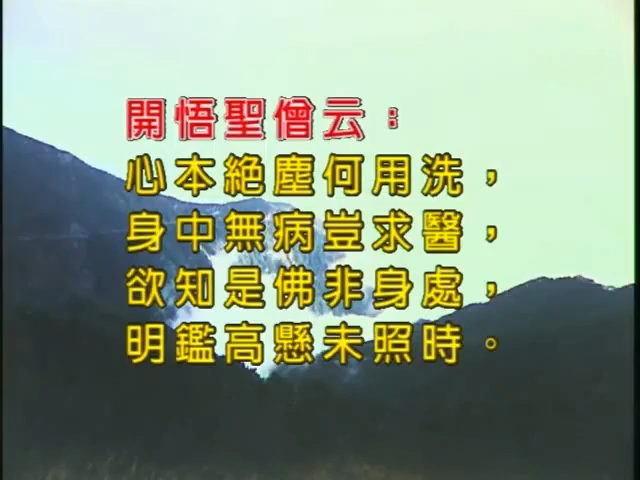 開悟聖僧云：
心本絕塵何用洗，
身中無病豈求醫，
欲知是佛非身處，
明鑑高懸未照時。